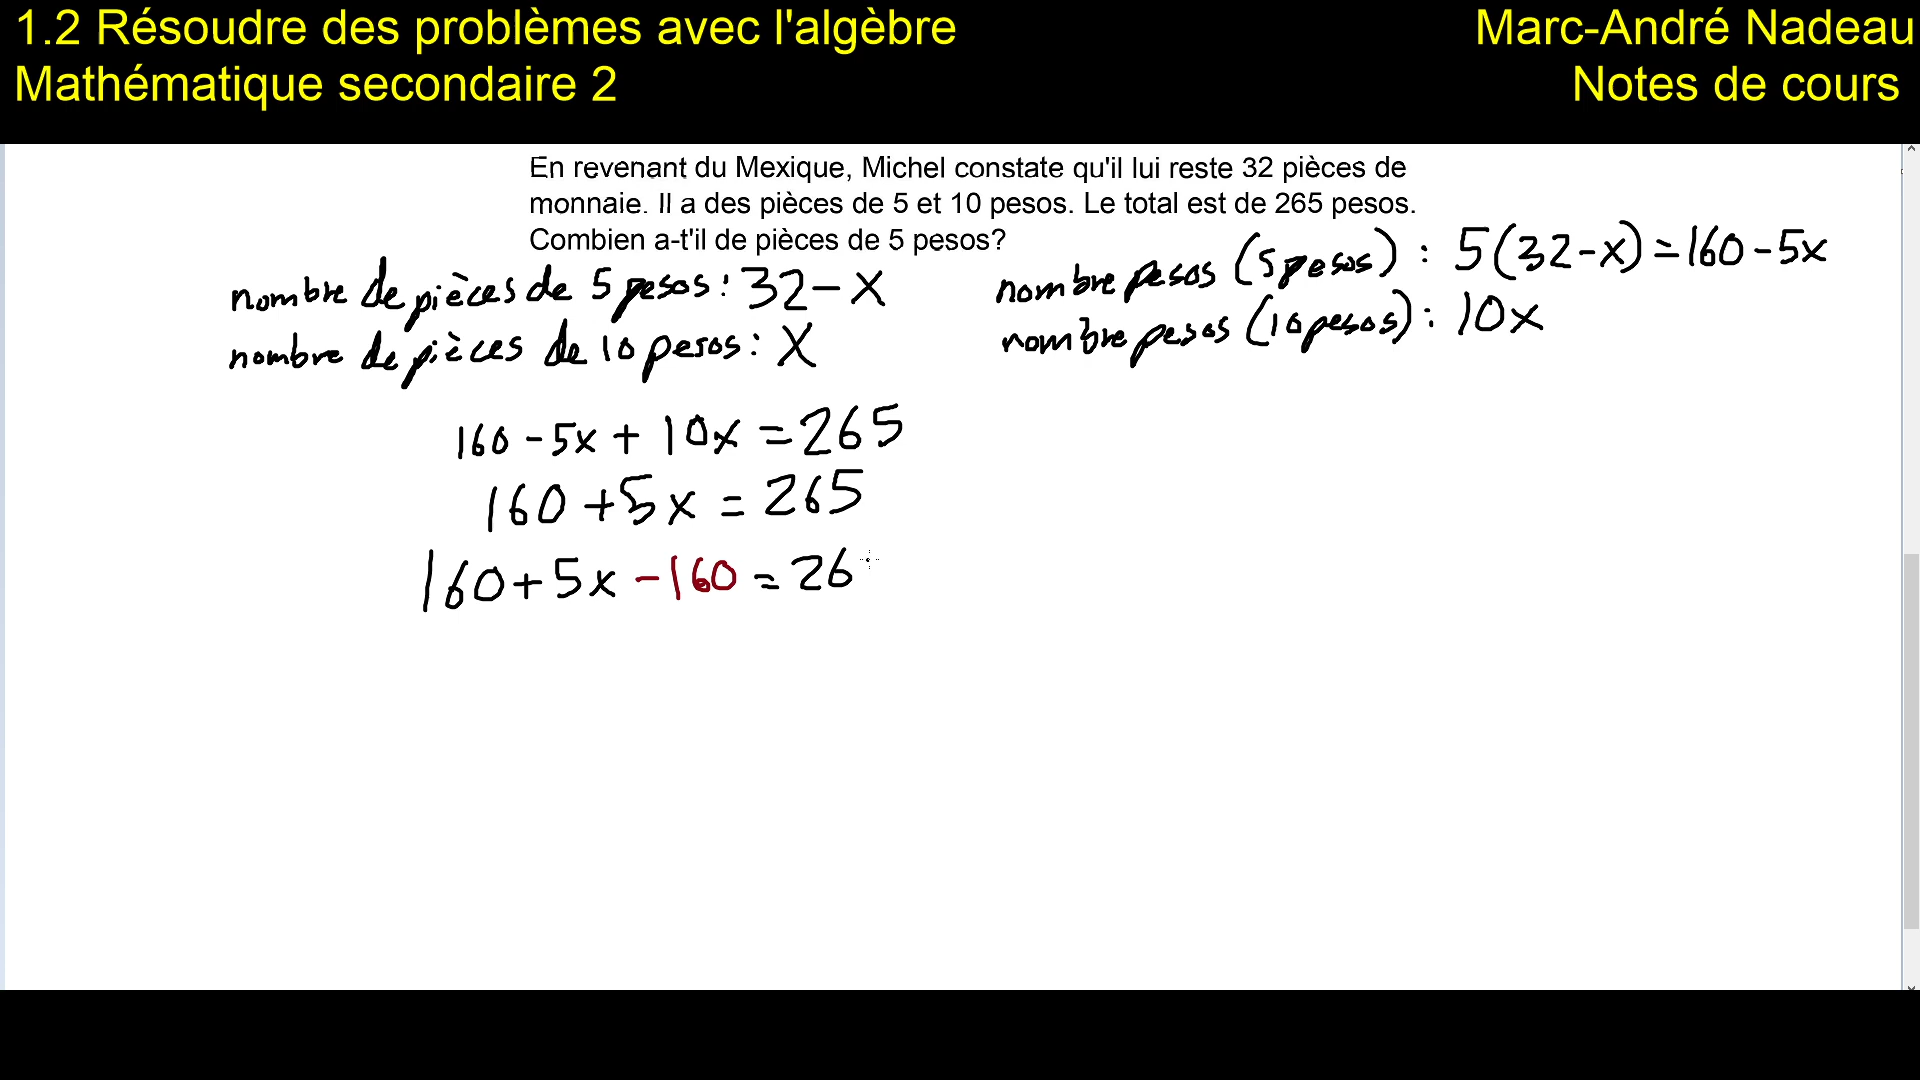 1.2 Résoudre des problèmes avec l'algèbre
Mathématique secondaire 2
Marc-André Nadeau
Notes de cours
En revenant du Mexique, Michel constate qu'il lui reste 32 pièces de
monnaie. Il a des pièces de 5 et 10 pesos. Le total est de 265 pesos.
Combien a-t'il de pièces de 5 pesos?
nombre de pièces de 5 pesos : 32 - x
nombre de pièces de 10 pesos : x
nombre pesos (5 pesos) : 5(32-x) = 160 - 5x
nombre pesos (10 pesos) : 10x
160 - 5x + 10x = 265
160 + 5x = 265
160 + 5x - 160 = 26